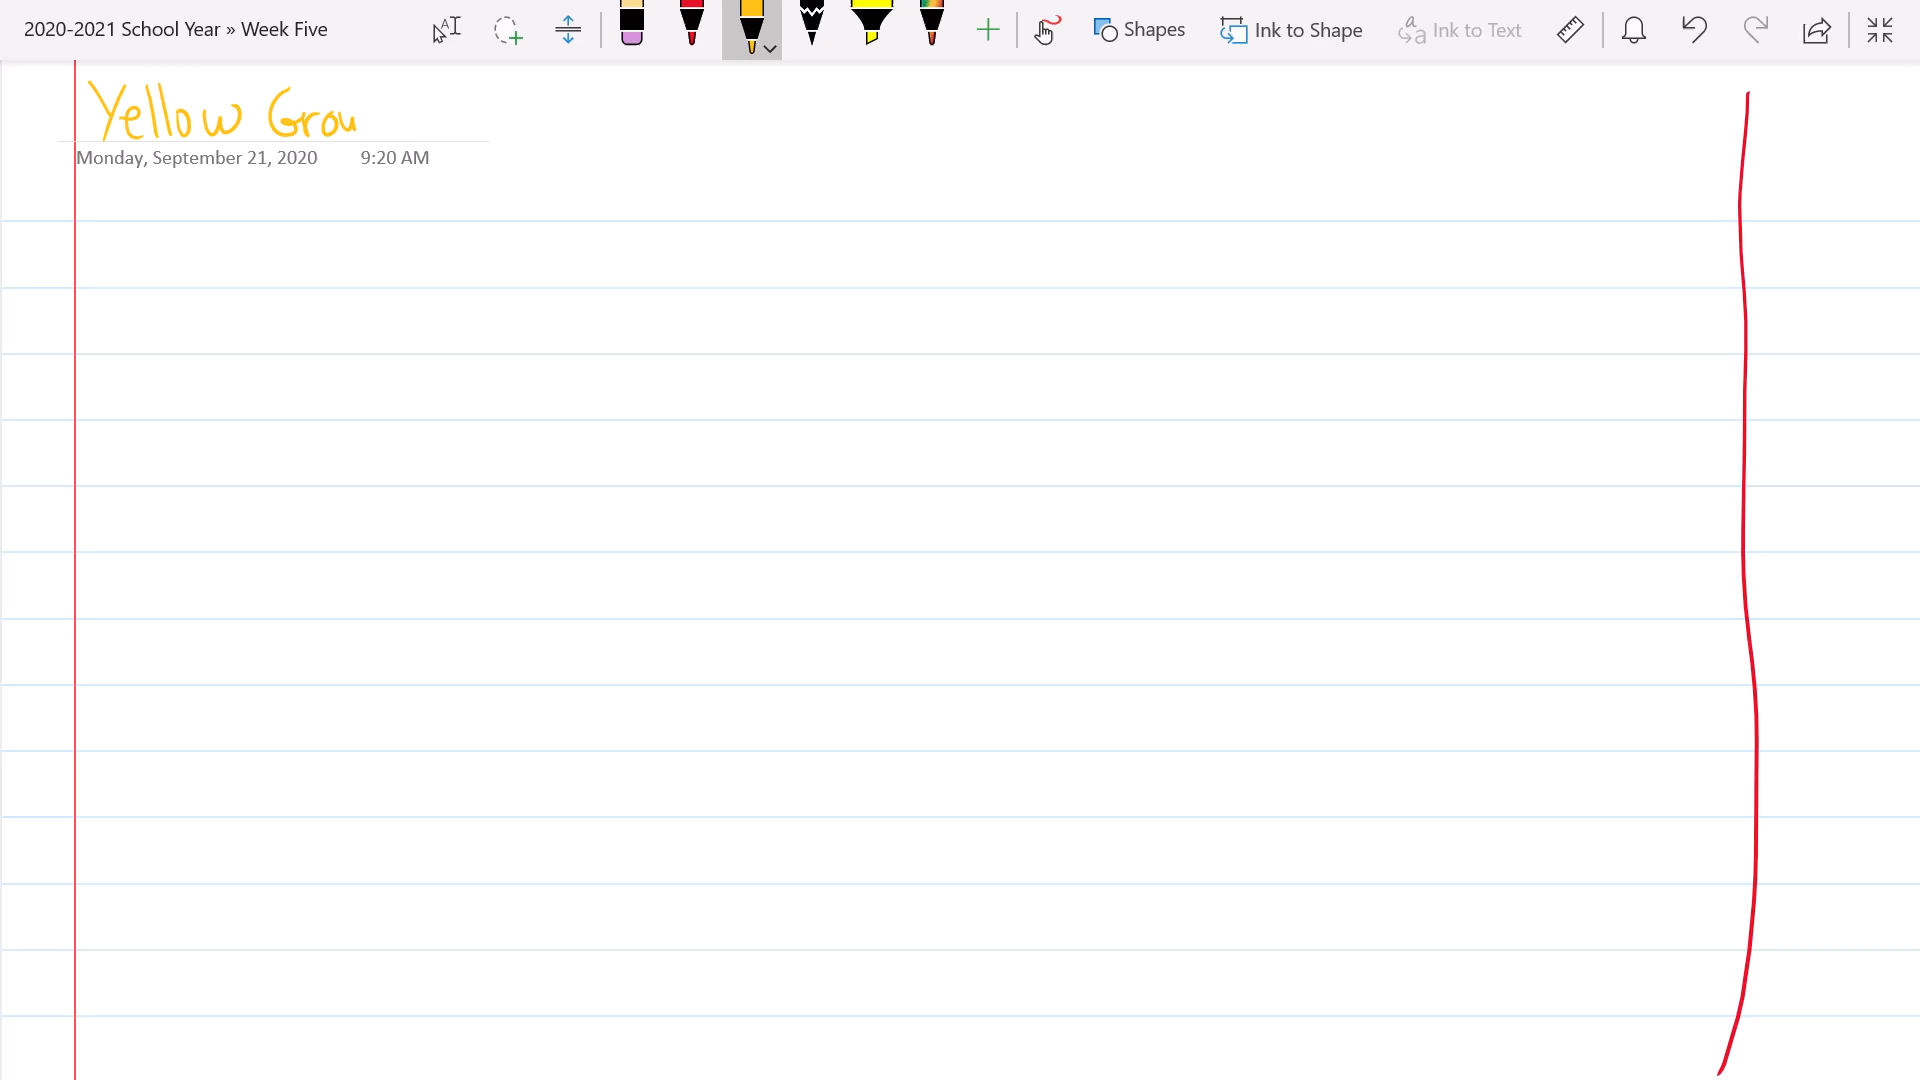 2020-2021 School Year » Week Five Shapes Ink to Shape Ink to Text
Yellow Grou
Monday, September 21, 2020 9:20 AM